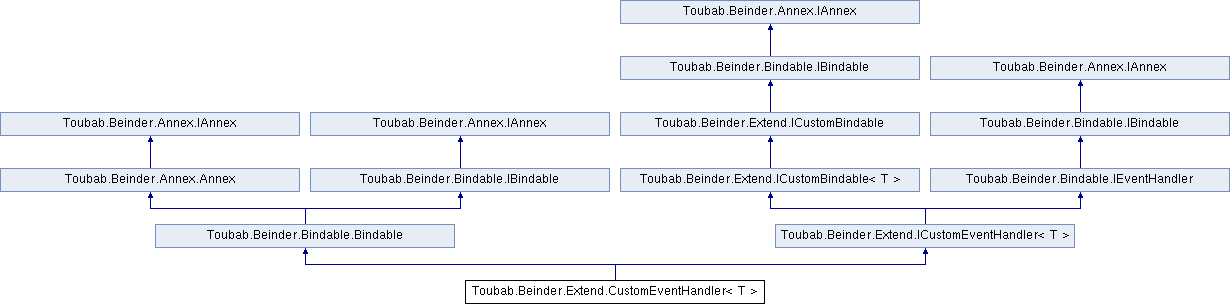 Toubab.Beinder.Annex.IAnnex
Toubab.Beinder.Bindable.IBindable
Toubab.Beinder.Annex.IAnnex
Toubab.Beinder.Annex.IAnnex
Toubab.Beinder.Annex.IAnnex
Toubab.Beinder.Extend.ICustomBindable
Toubab.Beinder.Bindable.IBindable
Toubab.Beinder.Annex.Annex
Toubab.Beinder.Bindable.IBindable
Toubab.Beinder.Extend.ICustomBindable< T >
Toubab.Beinder.Bindable.IEventHandler
Toubab.Beinder.Bindable.Bindable
Toubab.Beinder.Extend.ICustomEventHandler< T >
Toubab.Beinder.Extend.CustomEventHandler< T >